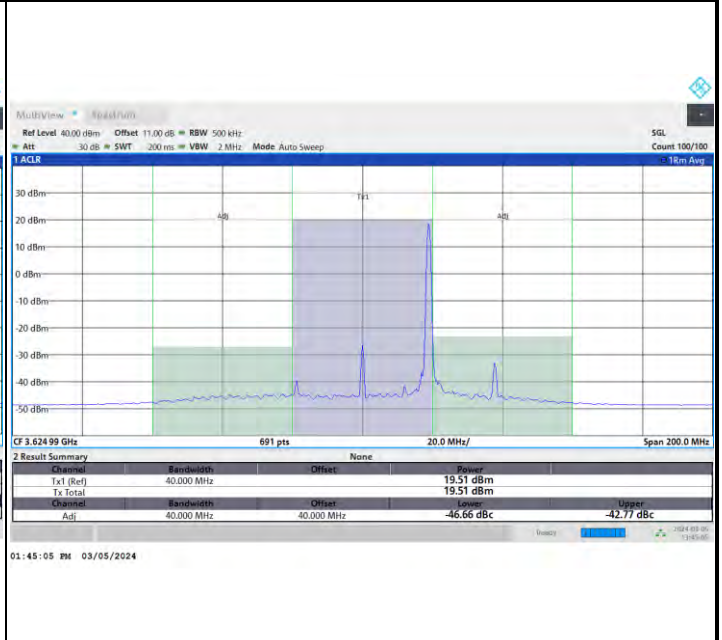 MultiView Spectrum
Ref Level 40.00 dBm Offset 11.00 dB RBW 500 kHz SGL
Att 30 dB SWT 200 ms VBW 2 MHz Mode Auto Sweep Count 100/100
1 ACLR 1Rm Avg
Tx1
Adj Adj
30 dBm
20 dBm
10 dBm
0 dBm
-10 dBm
-20 dBm
-30 dBm
-40 dBm
-50 dBm
CF 3.624 99 GHz 691 pts 20.0 MHz/ Span 200.0 MHz
2 Result Summary None
Channel Bandwidth Offset Power
Tx1 (Ref) 40.000 MHz 19.51 dBm
Tx Total 19.51 dBm
Channel Bandwidth Offset Lower Upper
Adj 40.000 MHz 40.000 MHz -46.66 dBc -42.77 dBc
01:45:05 PM 03/05/2024